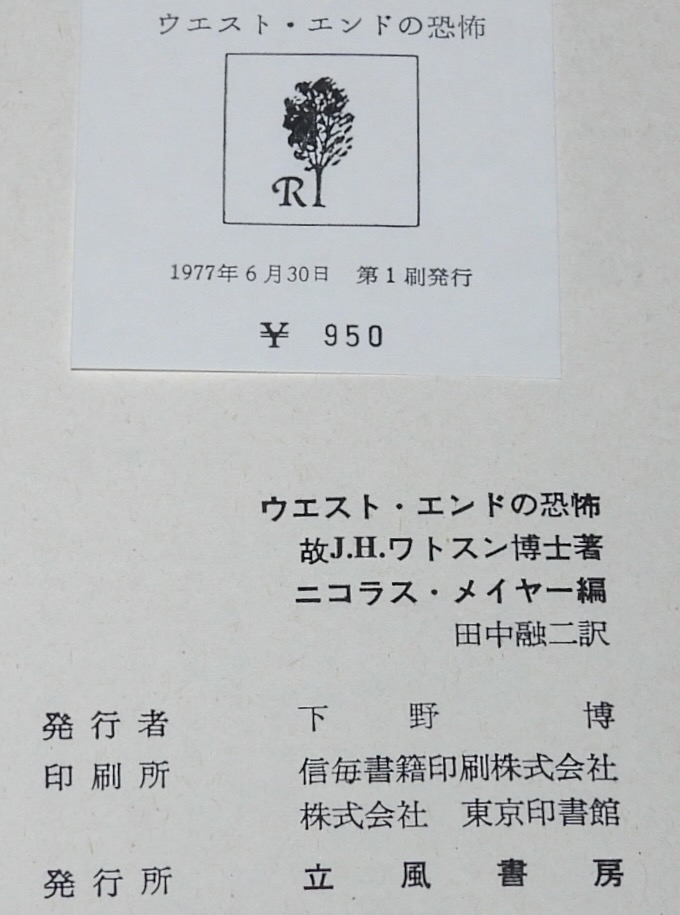 ウエスト・エンドの恐怖
R
1977年6月30日 第1刷発行
¥ 950
ウエスト・エンドの恐怖
故J.H.ワトスン博士著
ニコラス・メイヤー編
田中融二訳
発行者 下野博
印刷所 信毎書籍印刷株式会社
株式会社 東京印書館
発行所 立風書房